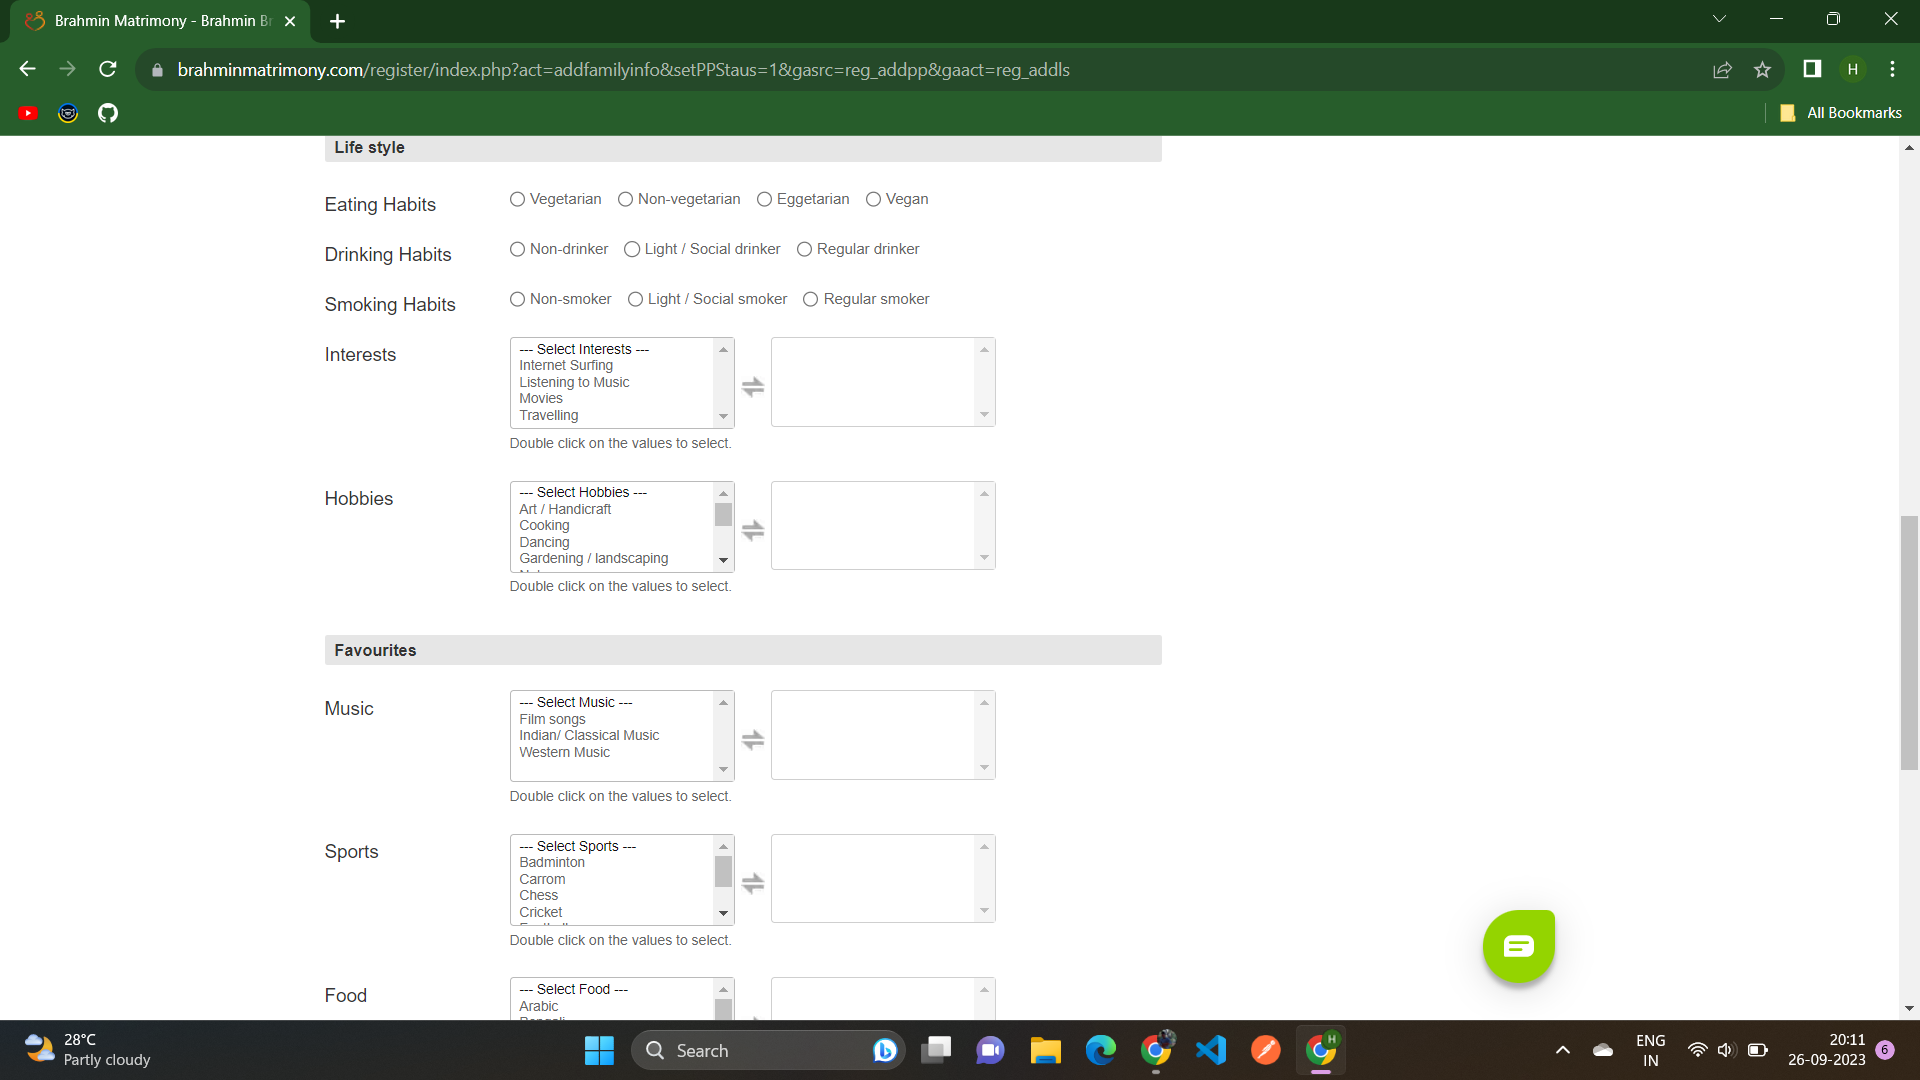 Brahmin Matrimony - Brahmin Br
brahminmatrimony.com/register/index.php?act=addfamilyinfo&setPPStaus=1&gasrc=reg_addpp&gaact=reg_addls
H
All Bookmarks
Life style
Eating Habits Vegetarian Non-vegetarian Eggetarian Vegan
Drinking Habits Non-drinker Light / Social drinker Regular drinker
Smoking Habits Non-smoker Light / Social smoker Regular smoker
Interests
--- Select Interests ---
Internet Surfing
Listening to Music
Movies
Travelling
Double click on the values to select.
Hobbies
--- Select Hobbies ---
Art / Handicraft
Cooking
Dancing
Gardening / landscaping
Double click on the values to select.
Favourites
Music
--- Select Music ---
Film songs
Indian/ Classical Music
Western Music
Double click on the values to select.
Sports
--- Select Sports ---
Badminton
Carrom
Chess
Cricket
Double click on the values to select.
Food
--- Select Food ---
Arabic
28°C
Partly cloudy
Search
H
ENG
IN
20:11
26-09-2023
6